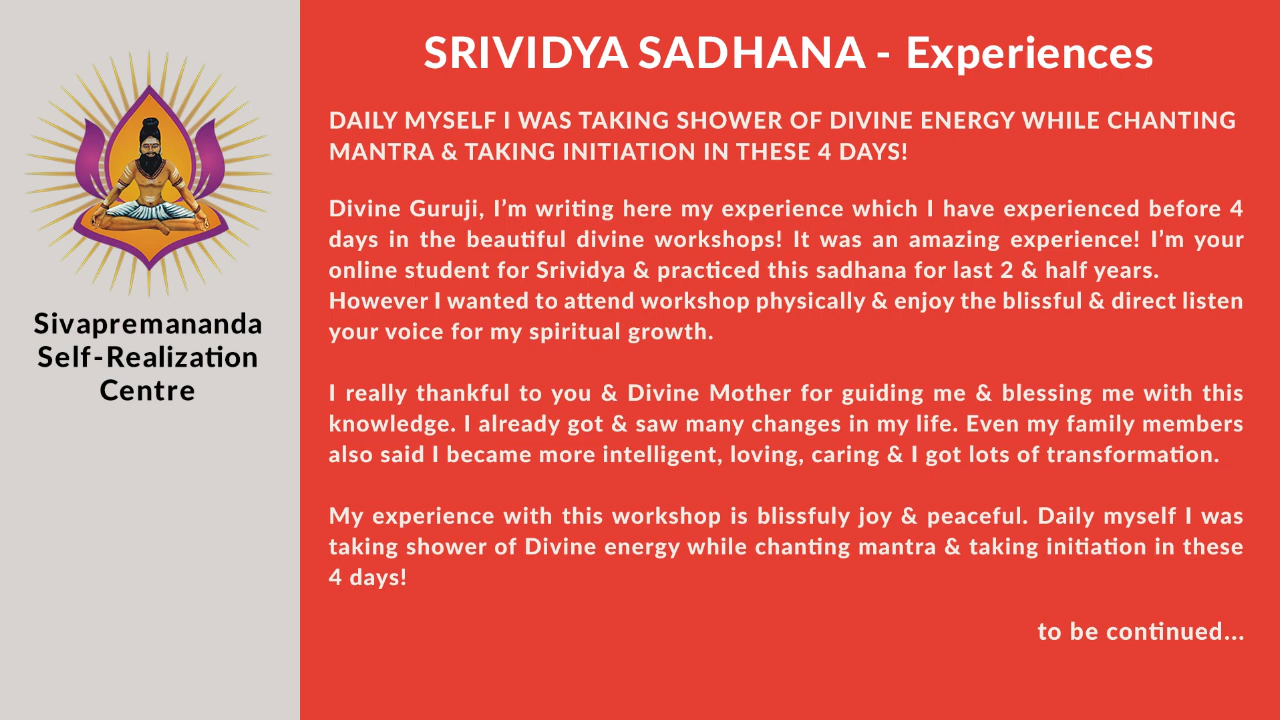 SRIVIDYA SADHANA - Experiences
DAILY MYSELF I WAS TAKING SHOWER OF DIVINE ENERGY WHILE CHANTING
MANTRA & TAKING INITIATION IN THESE 4 DAYS!
Divine Guruji, I'm writing here my experience which I have experienced before 4
days in the beautiful divine workshops! It was an amazing experience! I'm your
online student for Srividya & practiced this sadhana for last 2 & half years.
However I wanted to attend workshop physically & enjoy the blissful & direct listen
your voice for my spiritual growth.
I really thankful to you & Divine Mother for guiding me & blessing me with this
knowledge. I already got & saw many changes in my life. Even my family members
also said I became more intelligent, loving, caring & I got lots of transformation.
My experience with this workshop is blissfuly joy & peaceful. Daily myself I was
taking shower of Divine energy while chanting mantra & taking initiation in these
4 days!
to be continued...
Sivapremananda
Self-Realization
Centre